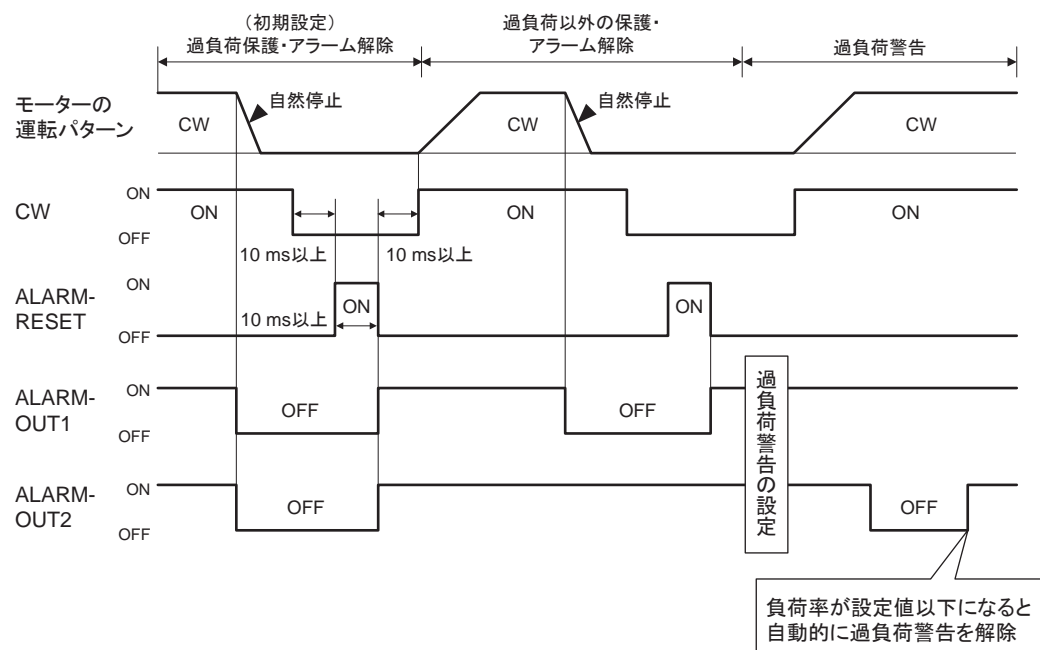 (初期設定)
過負荷保護・アラーム解除
過負荷以外の保護・
アラーム解除
過負荷警告
モーターの
運転パターン
CW
自然停止
CW
自然停止
CW
CW
ON
OFF
ON
ON
ON
10 ms以上
10 ms以上
ALARM-
RESET
ON
OFF
ON
10 ms以上
ON
ALARM-
OUT1
ON
OFF
OFF
OFF
過負荷警告の設定
ALARM-
OUT2
ON
OFF
OFF
OFF
負荷率が設定値以下になると
自動的に過負荷警告を解除